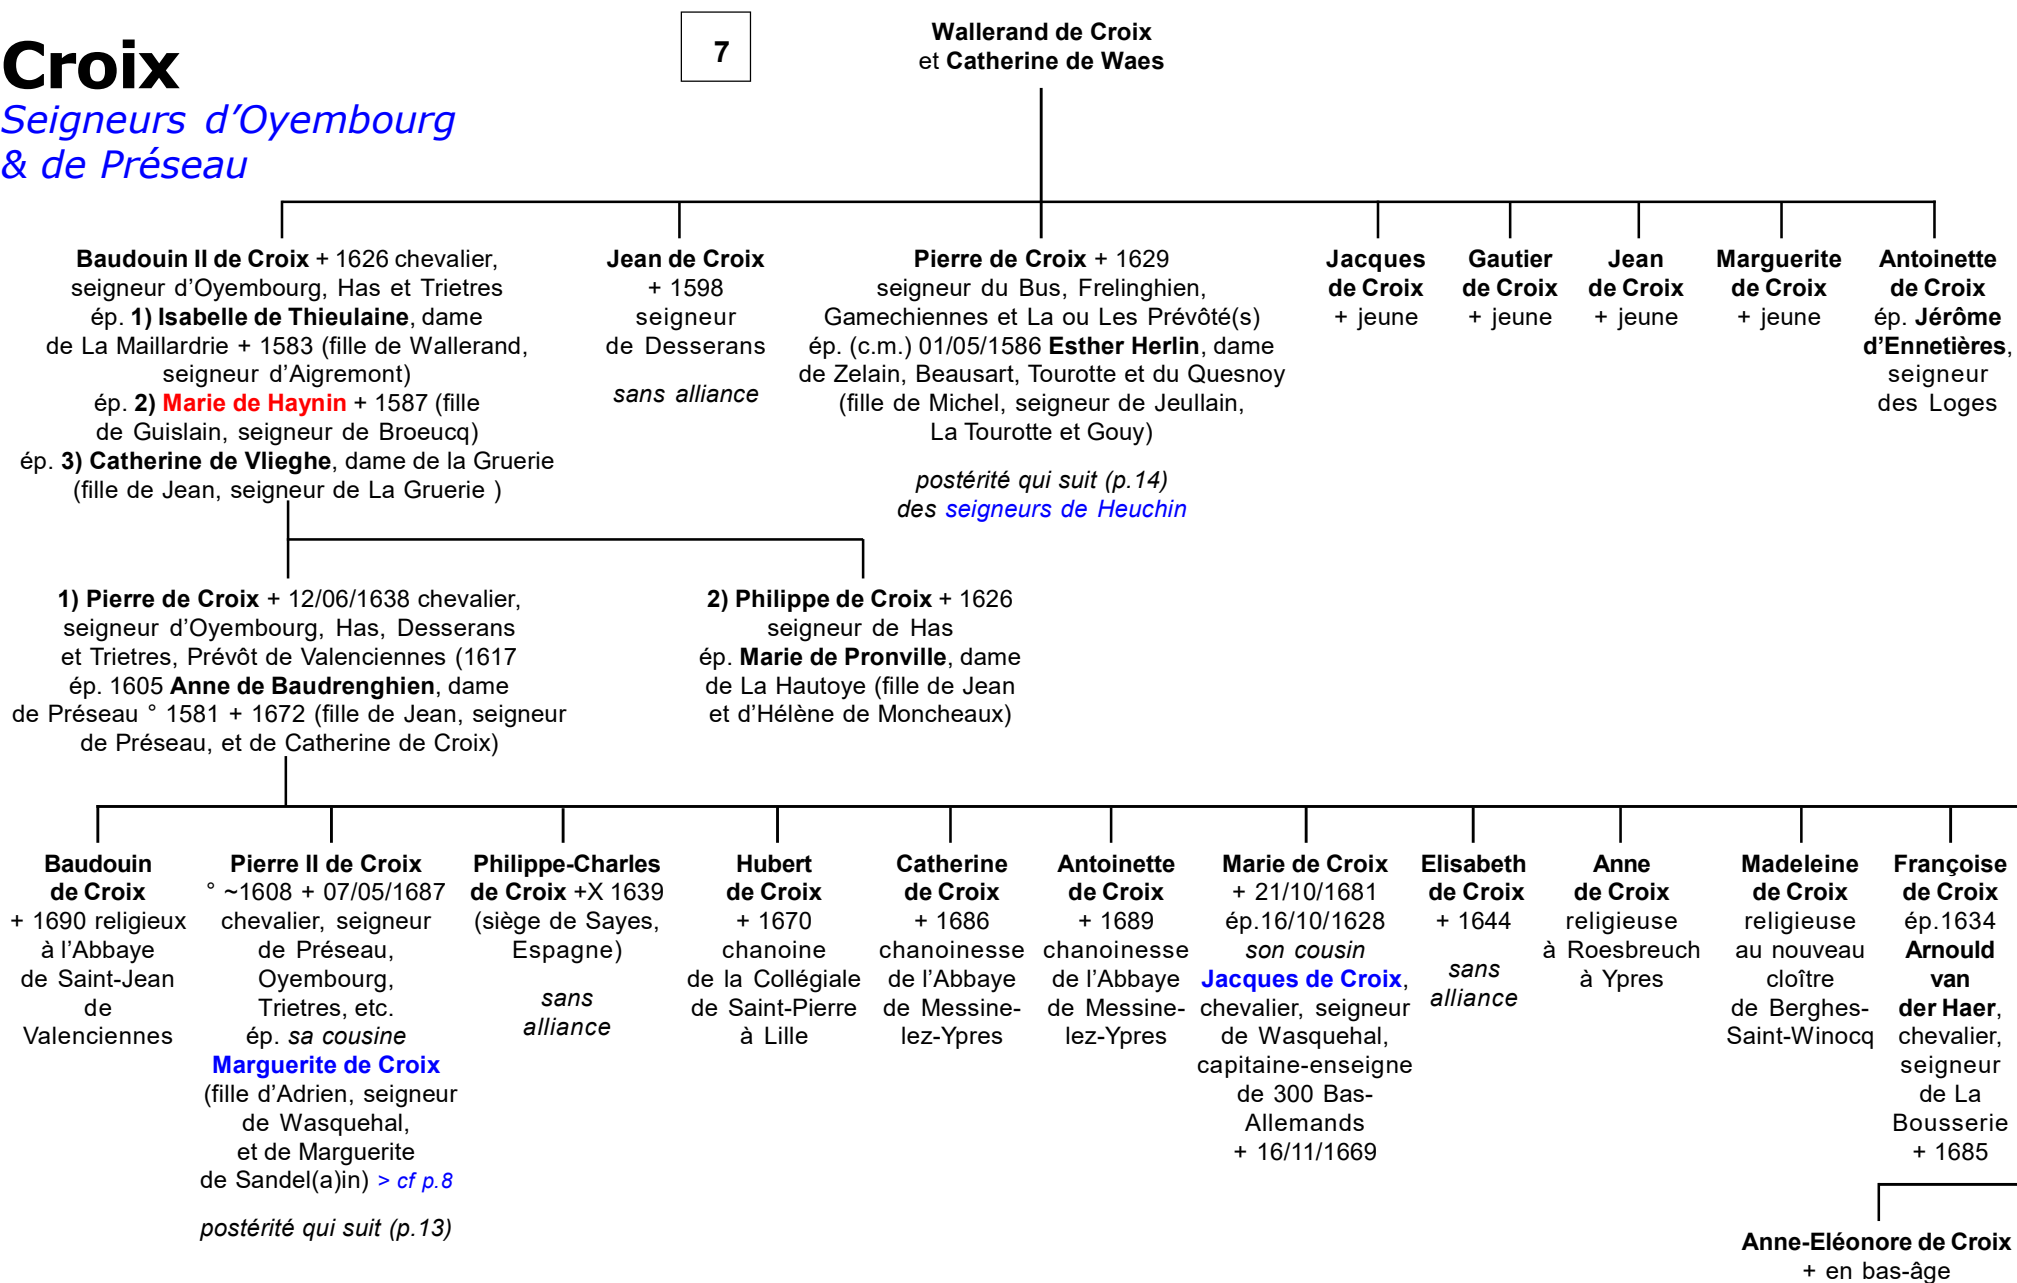 Croix
Seigneurs d'Oyembourg
& de Préseau
7
Wallerand de Croix
et Catherine de Waes
Baudouin II de Croix + 1626 chevalier,
seigneur d'Oyembourg, Has et Trietres
ép. 1) Isabelle de Thieulaine, dame
de La Maillardrie + 1583 (fille de Wallerand,
seigneur d'Aigremont)
ép. 2) Marie de Haynin + 1587 (fille
de Guislain, seigneur de Broeucq)
ép. 3) Catherine de Vlieghe, dame de la Gruerie
(fille de Jean, seigneur de La Gruerie )
Jean de Croix
+ 1598
seigneur
de Desserans
sans alliance
Pierre de Croix + 1629
seigneur du Bus, Frelinghien,
Gamechiennes et La ou Les Prévôté(s)
ép. (c.m.) 01/05/1586 Esther Herlin, dame
de Zelain, Beausart, Tourotte et du Quesnoy
(fille de Michel, seigneur de Jeullain,
La Tourotte et Gouy)
postérité qui suit (p.14)
des seigneurs de Heuchin
Jacques
de Croix
+ jeune
Gautier
de Croix
+ jeune
Jean
de Croix
+ jeune
Marguerite
de Croix
+ jeune
Antoinette
de Croix
ép. Jérôme
d'Ennetières,
seigneur
des Loges
1) Pierre de Croix + 12/06/1638 chevalier,
seigneur d'Oyembourg, Has, Desserans
et Trietres, Prévôt de Valenciennes (1617
ép. 1605 Anne de Baudrenghien, dame
de Préseau ° 1581 + 1672 (fille de Jean, seigneur
de Préseau, et de Catherine de Croix)
2) Philippe de Croix + 1626
seigneur de Has
ép. Marie de Pronville, dame
de La Hautoye (fille de Jean
et d'Hélène de Moncheaux)
Baudouin
de Croix
+ 1690 religieux
à l'Abbaye
de Saint-Jean
de
Valenciennes
Pierre II de Croix
° ~1608 + 07/05/1687
chevalier, seigneur
de Préseau,
Oyembourg,
Trietres, etc.
ép. sa cousine
Marguerite de Croix
(fille d'Adrien, seigneur
de Wasquehal,
et de Marguerite
de Sandel(a)in) > cf p.8
postérité qui suit (p.13)
Philippe-Charles
de Croix +X 1639
(siège de Sayes,
Espagne)
sans
alliance
Hubert
de Croix
+ 1670
chanoine
de la Collégiale
de Saint-Pierre
à Lille
Catherine
de Croix
+ 1686
chanoinesse
de l'Abbaye
de Messine-
lez-Ypres
Antoinette
de Croix
+ 1689
chanoinesse
de l'Abbaye
de Messine-
lez-Ypres
Marie de Croix
+ 21/10/1681
ép.16/10/1628
son cousin
Jacques de Croix,
chevalier, seigneur
de Wasquehal,
capitaine-enseigne
de 300 Bas-
Allemands
+ 16/11/1669
Elisabeth
de Croix
+ 1644
sans
alliance
Anne
de Croix
religieuse
à Roesbreuch
à Ypres
Madeleine
de Croix
religieuse
au nouveau
cloître
de Berghes-
Saint-Winocq
Françoise
de Croix
ép.1634
Arnould
van
der Haer,
chevalier,
seigneur
de La
Bousserie
+ 1685
Anne-Eléonore de Croix
+ en bas-âge